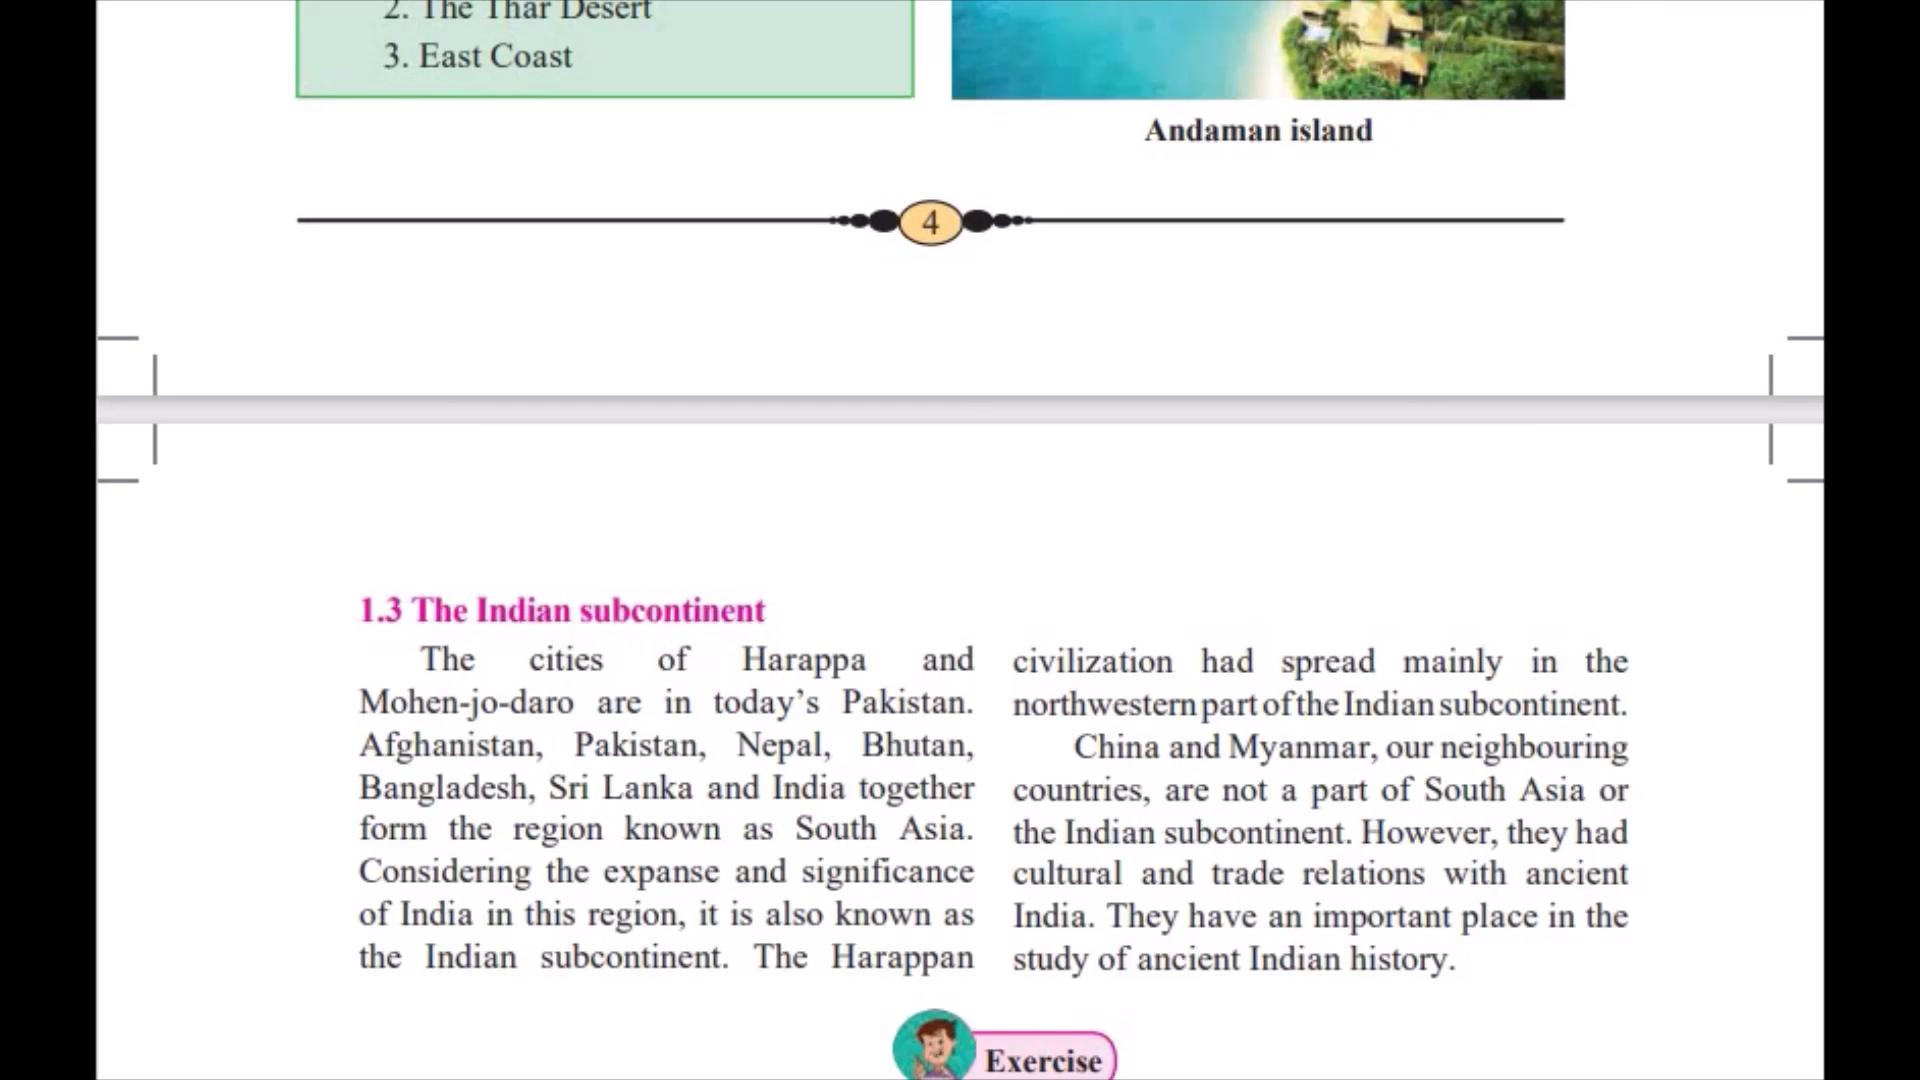 2. The Thar Desert
3. East Coast
Andaman island
4
1.3 The Indian subcontinent
The cities of Harappa and
Mohen-jo-daro are in today’s Pakistan.
Afghanistan, Pakistan, Nepal, Bhutan,
Bangladesh, Sri Lanka and India together
form the region known as South Asia.
Considering the expanse and significance
of India in this region, it is also known as
the Indian subcontinent. The Harappan
civilization had spread mainly in the
northwestern part of the Indian subcontinent.
China and Myanmar, our neighbouring
countries, are not a part of South Asia or
the Indian subcontinent. However, they had
cultural and trade relations with ancient
India. They have an important place in the
study of ancient Indian history.
Exercise